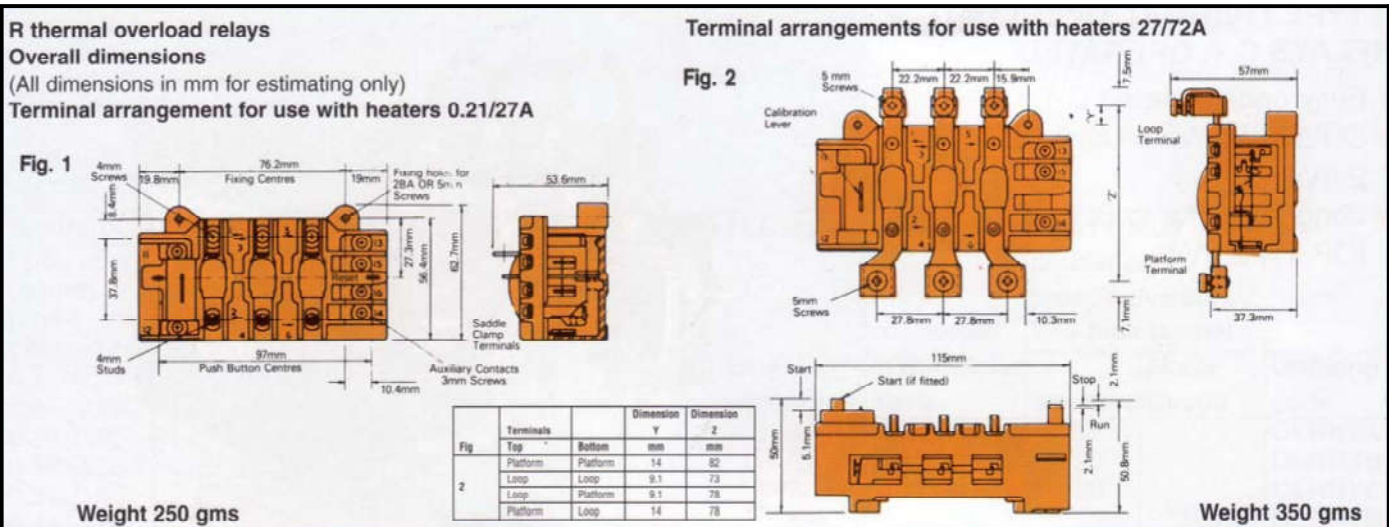 R thermal overload relays
Overall dimensions
(All dimensions in mm for estimating only)
Terminal arrangement for use with heaters 0.21/27A
Fig. 1
4mm
Screws
19.8mm
76.2mm
Fixing Centres
19mm
Fixing holes for
2BA OR 5mm
Screws
8.4mm
37.8mm
27.3mm
56.4mm
62.7mm
53.6mm
Reset
4mm
Studs
97mm
Push Button Centres
10.4mm
Saddle
Clamp
Terminals
Auxiliary Contacts
3mm Screws
Weight 250 gms
Fig Terminals Dimension Dimension
Top Bottom Y Z
mm mm
2
Platform Platform 14 82
Loop Loop 9.1 73
Loop Platform 9.1 78
Platform Loop 14 78
Terminal arrangements for use with heaters 27/72A
Fig. 2
5 mm
Screws
22.2mm 22.2mm 15.9mm
7.5mm
57mm
Calibration
Lever
"Y"
"Z"
Loop
Terminal
Platform
Terminal
37.3mm
5mm
Screws
27.8mm 27.8mm 10.3mm
7.1mm
115mm
Start
Start (if fitted)
Stop
Run
2.1mm
2.1mm
50mm
5.1mm
50.8mm
Weight 350 gms